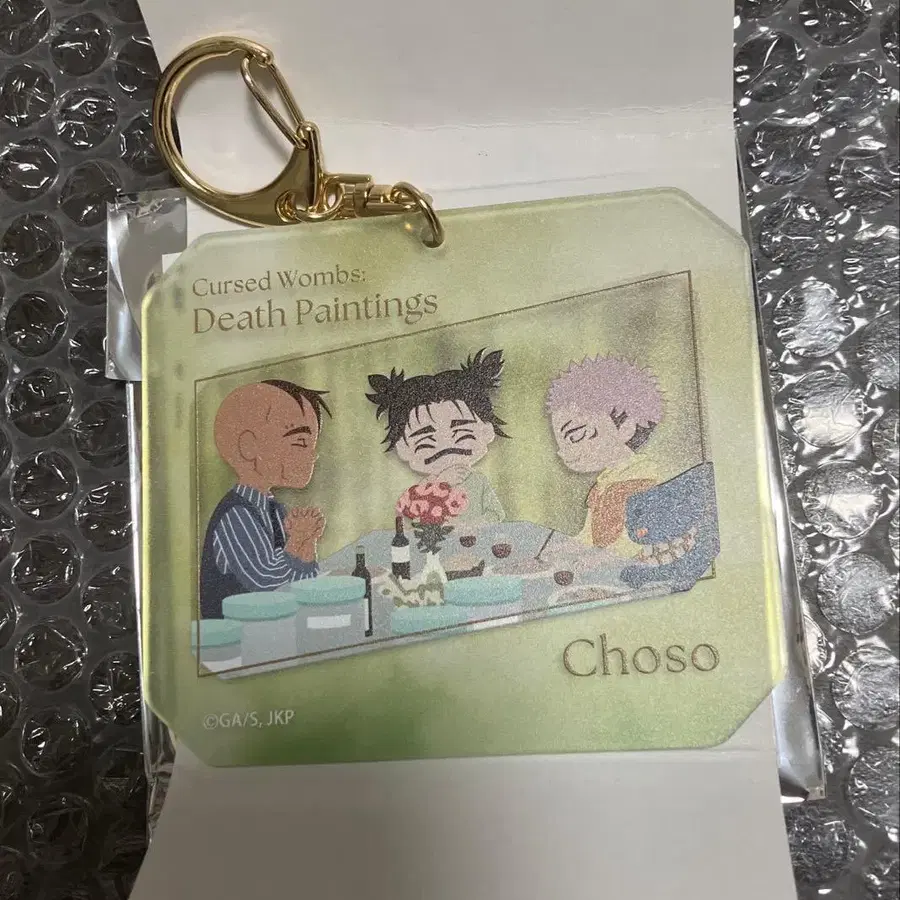 Cursed Wombs:
Death Paintings
Choso
©GA/S, JKP